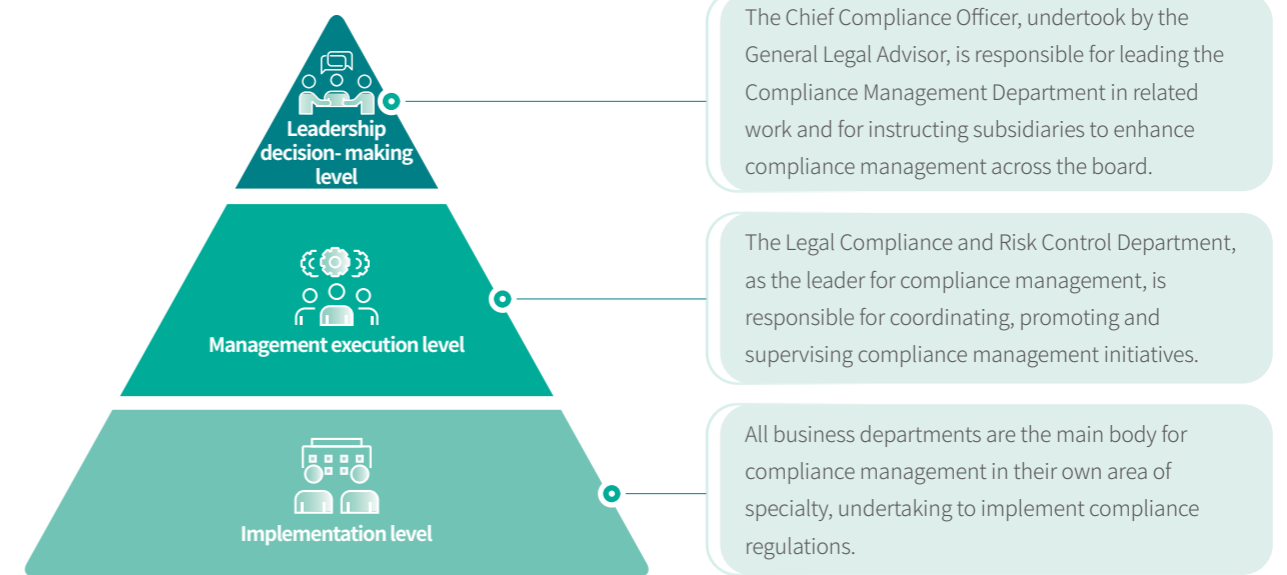 Leadership
decision- making
level
The Chief Compliance Officer, undertook by the
General Legal Advisor, is responsible for leading the
Compliance Management Department in related
work and for instructing subsidiaries to enhance
compliance management across the board.
Management execution level
The Legal Compliance and Risk Control Department,
as the leader for compliance management, is
responsible for coordinating, promoting and
supervising compliance management initiatives.
Implementation level
All business departments are the main body for
compliance management in their own area of
specialty, undertaking to implement compliance
regulations.